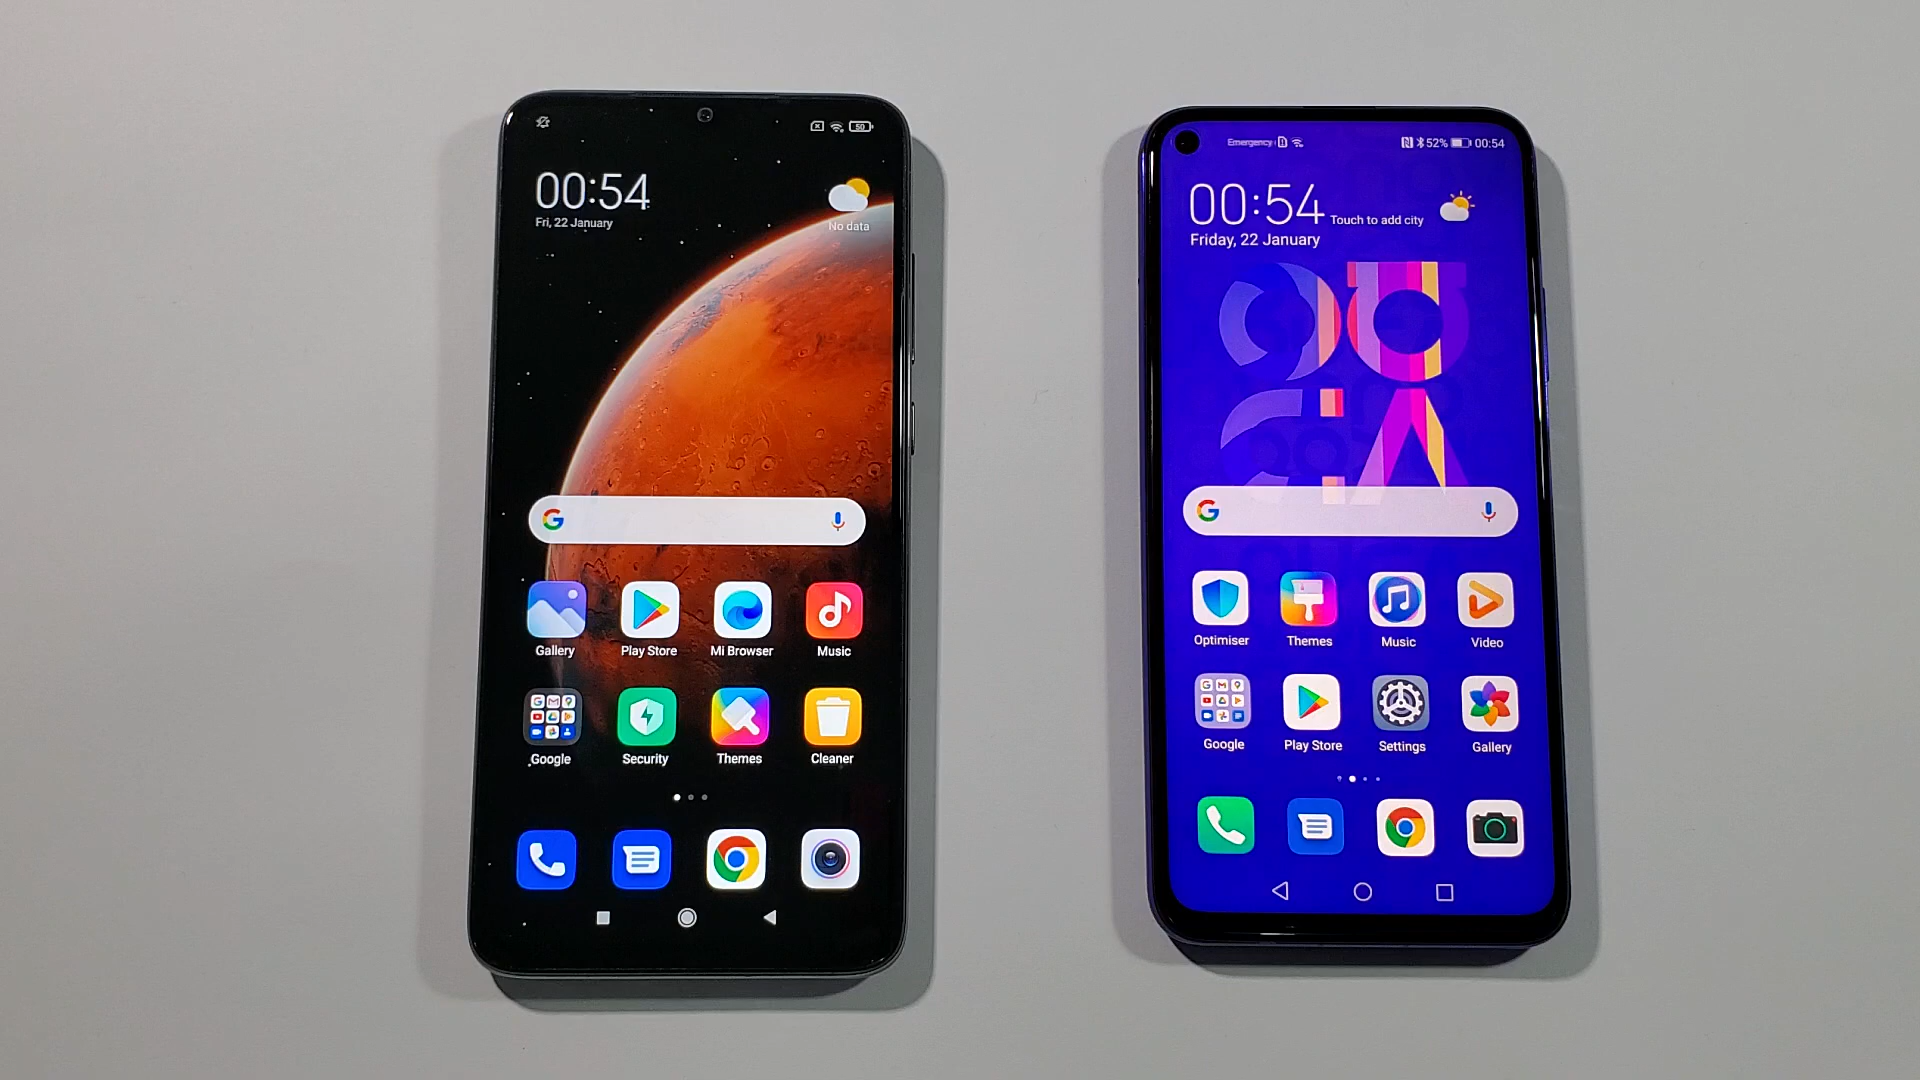 50
00:54
Fri, 22 January
No data
G
Gallery
Play Store
Mi Browser
Music
Google
Security
Themes
Cleaner
Emergency
52%
00:54
00:54
Touch to add city
Friday, 22 January
G
Optimiser
Themes
Music
Video
Google
Play Store
Settings
Gallery